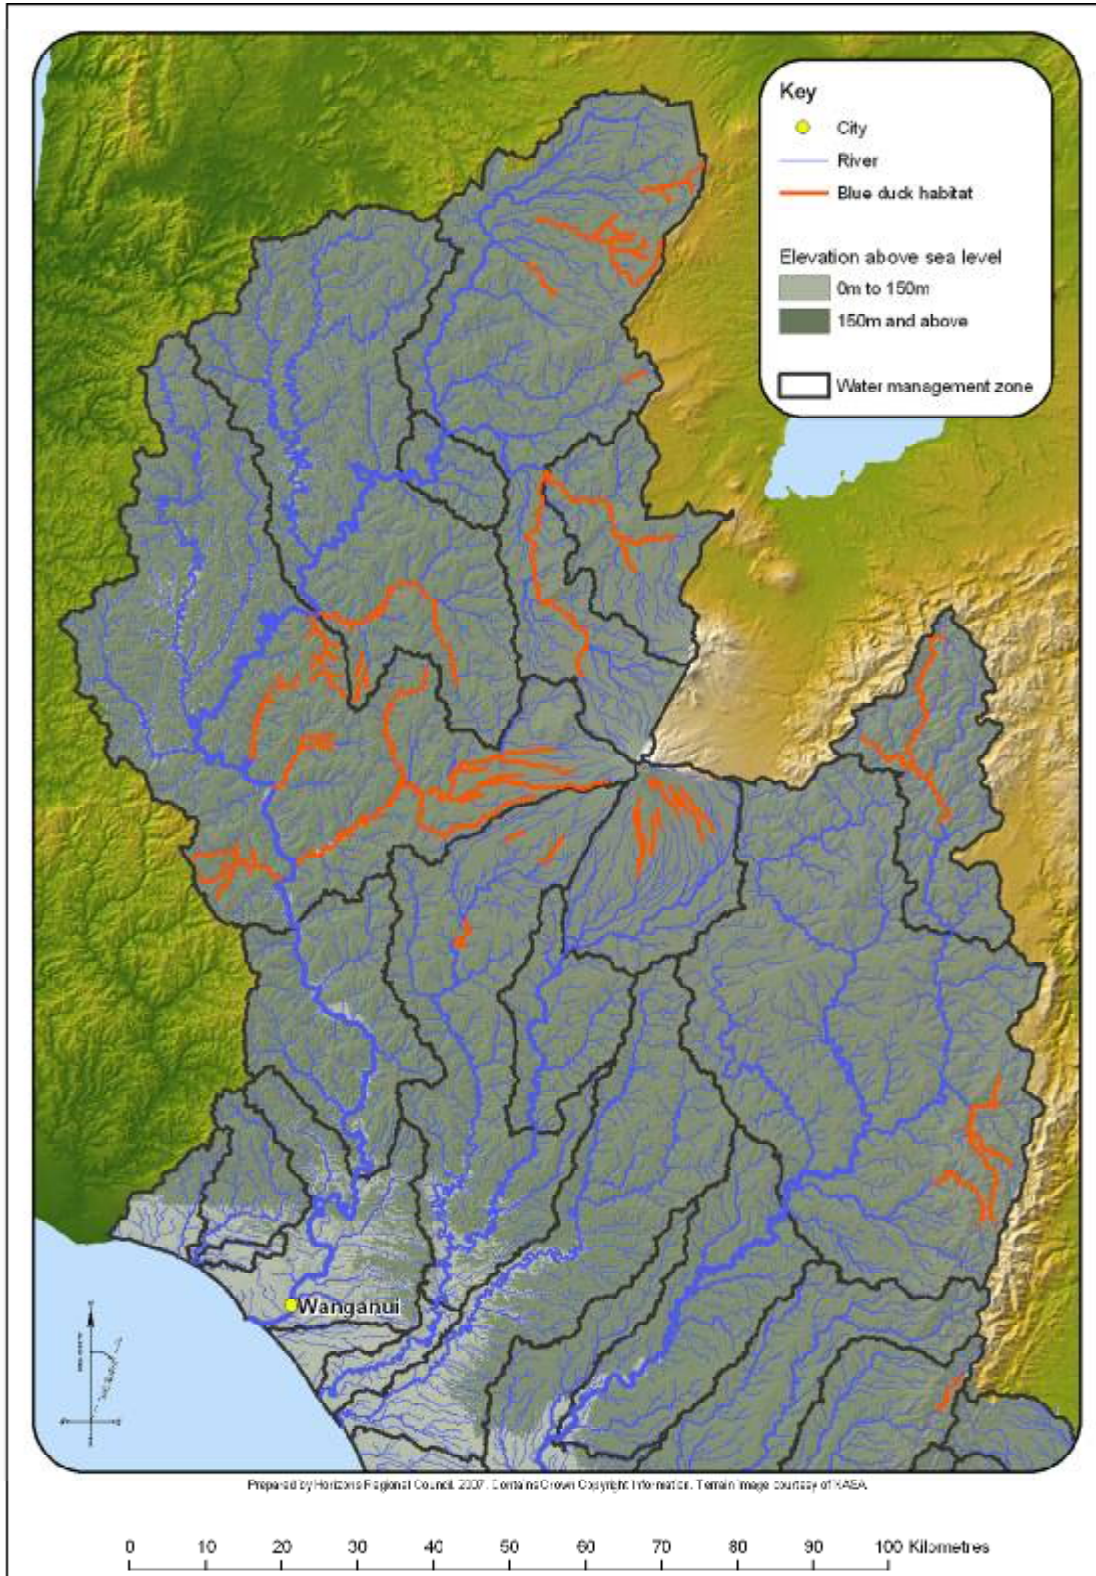 Key
City
River
Blue duck habitat
Elevation above sea level
0m to 150m
150m and above
Water management zone
Wanganui
Prepared by Horizons Regional Council, 2007. Contains Crown Copyright Information. Terrain image courtesy of NASA
0 10 20 30 40 50 60 70 80 90 100 Kilometres